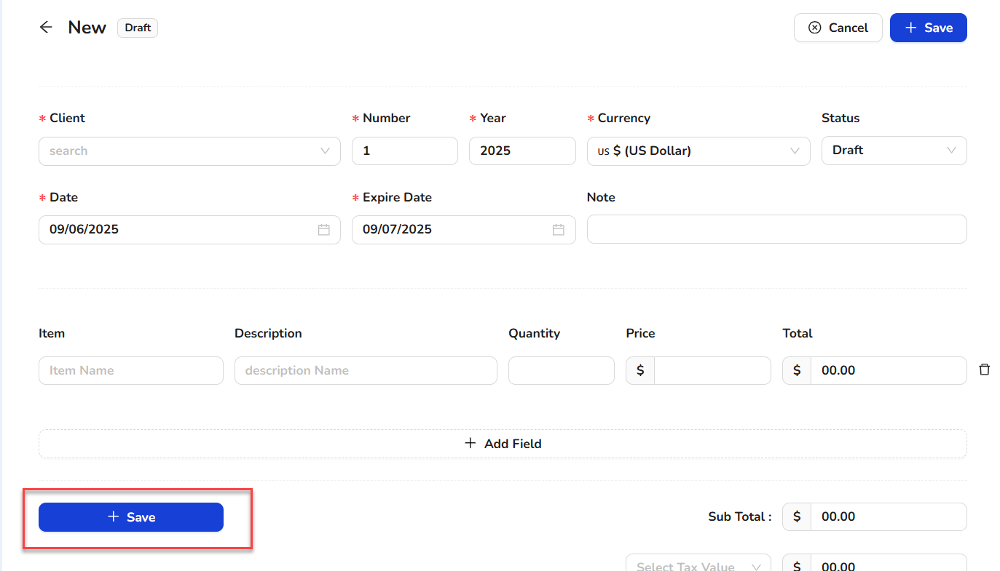 New Draft Cancel Save
* Client * Number * Year * Currency Status
search 1 2025 US $ (US Dollar) Draft
* Date * Expire Date Note
09/06/2025 09/07/2025
Item Description Quantity Price Total
Item Name description Name $ $ 00.00
+ Add Field
+ Save Sub Total : $ 00.00
Select Tax Value $ 00.00